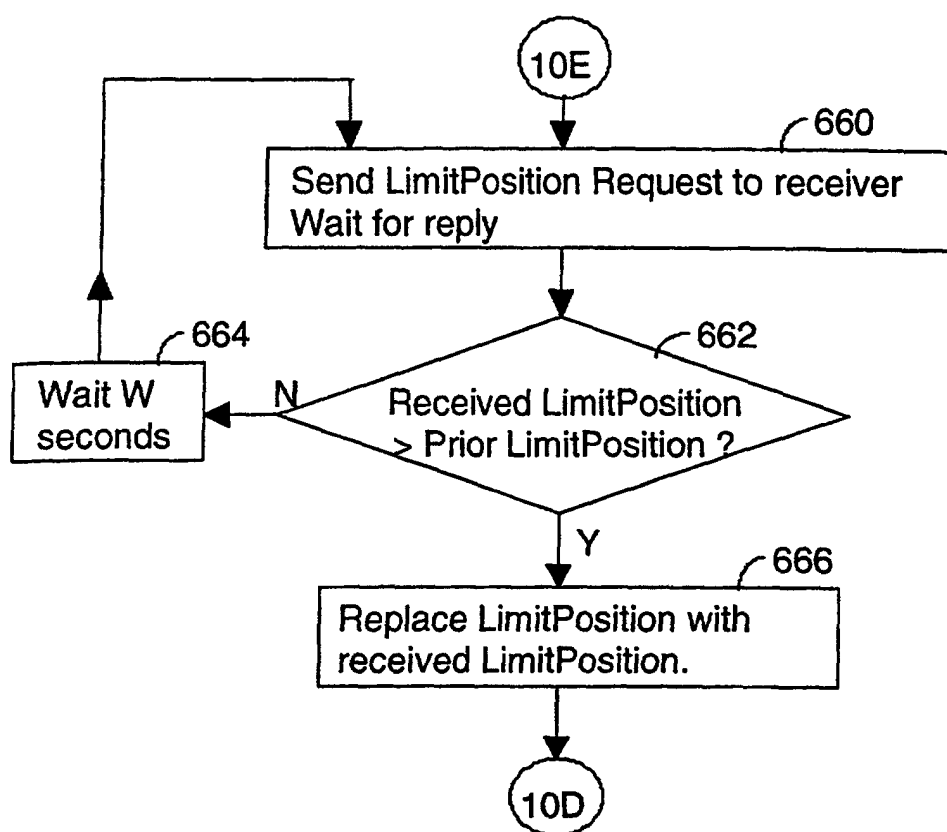 10E
660
Send LimitPosition Request to receiver
Wait for reply
664
662
Wait W
seconds
N
Received LimitPosition
> Prior LimitPosition ?
Y
666
Replace LimitPosition with
received LimitPosition.
10D